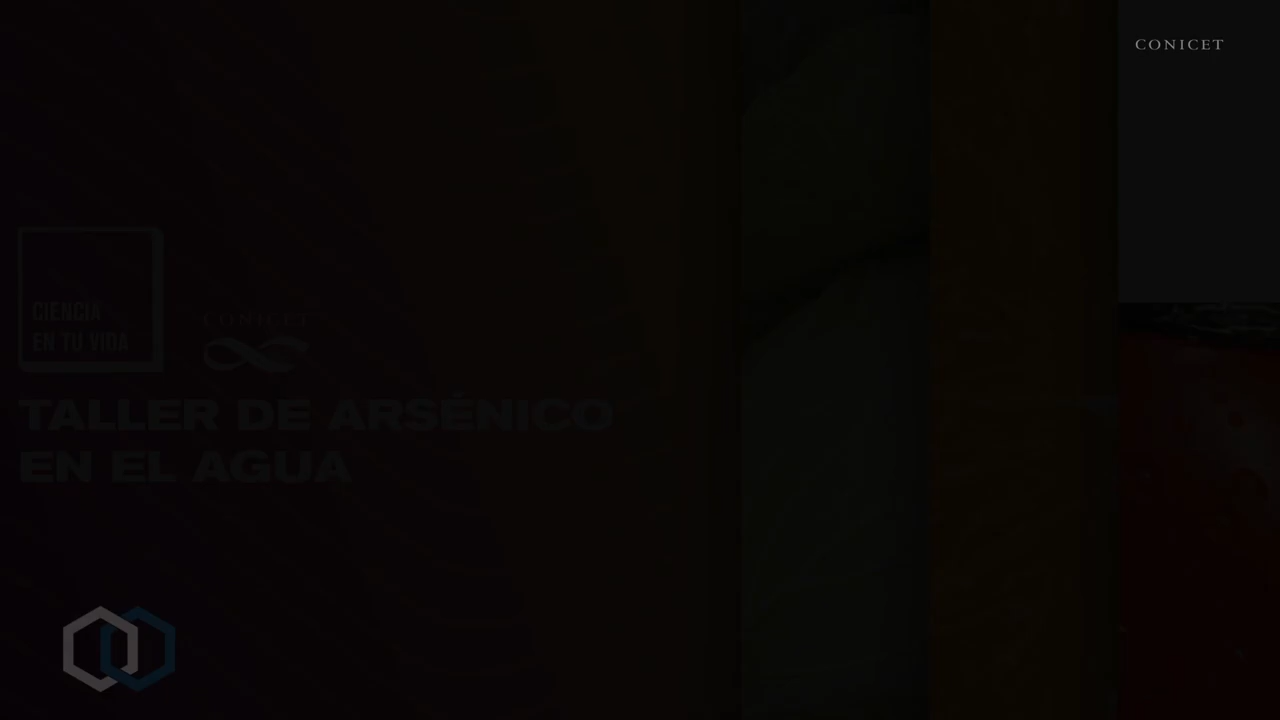 CONICET
CIENCIA
EN TU VIDA
CONICET
TALLER DE ARSÉNICO
EN EL AGUA